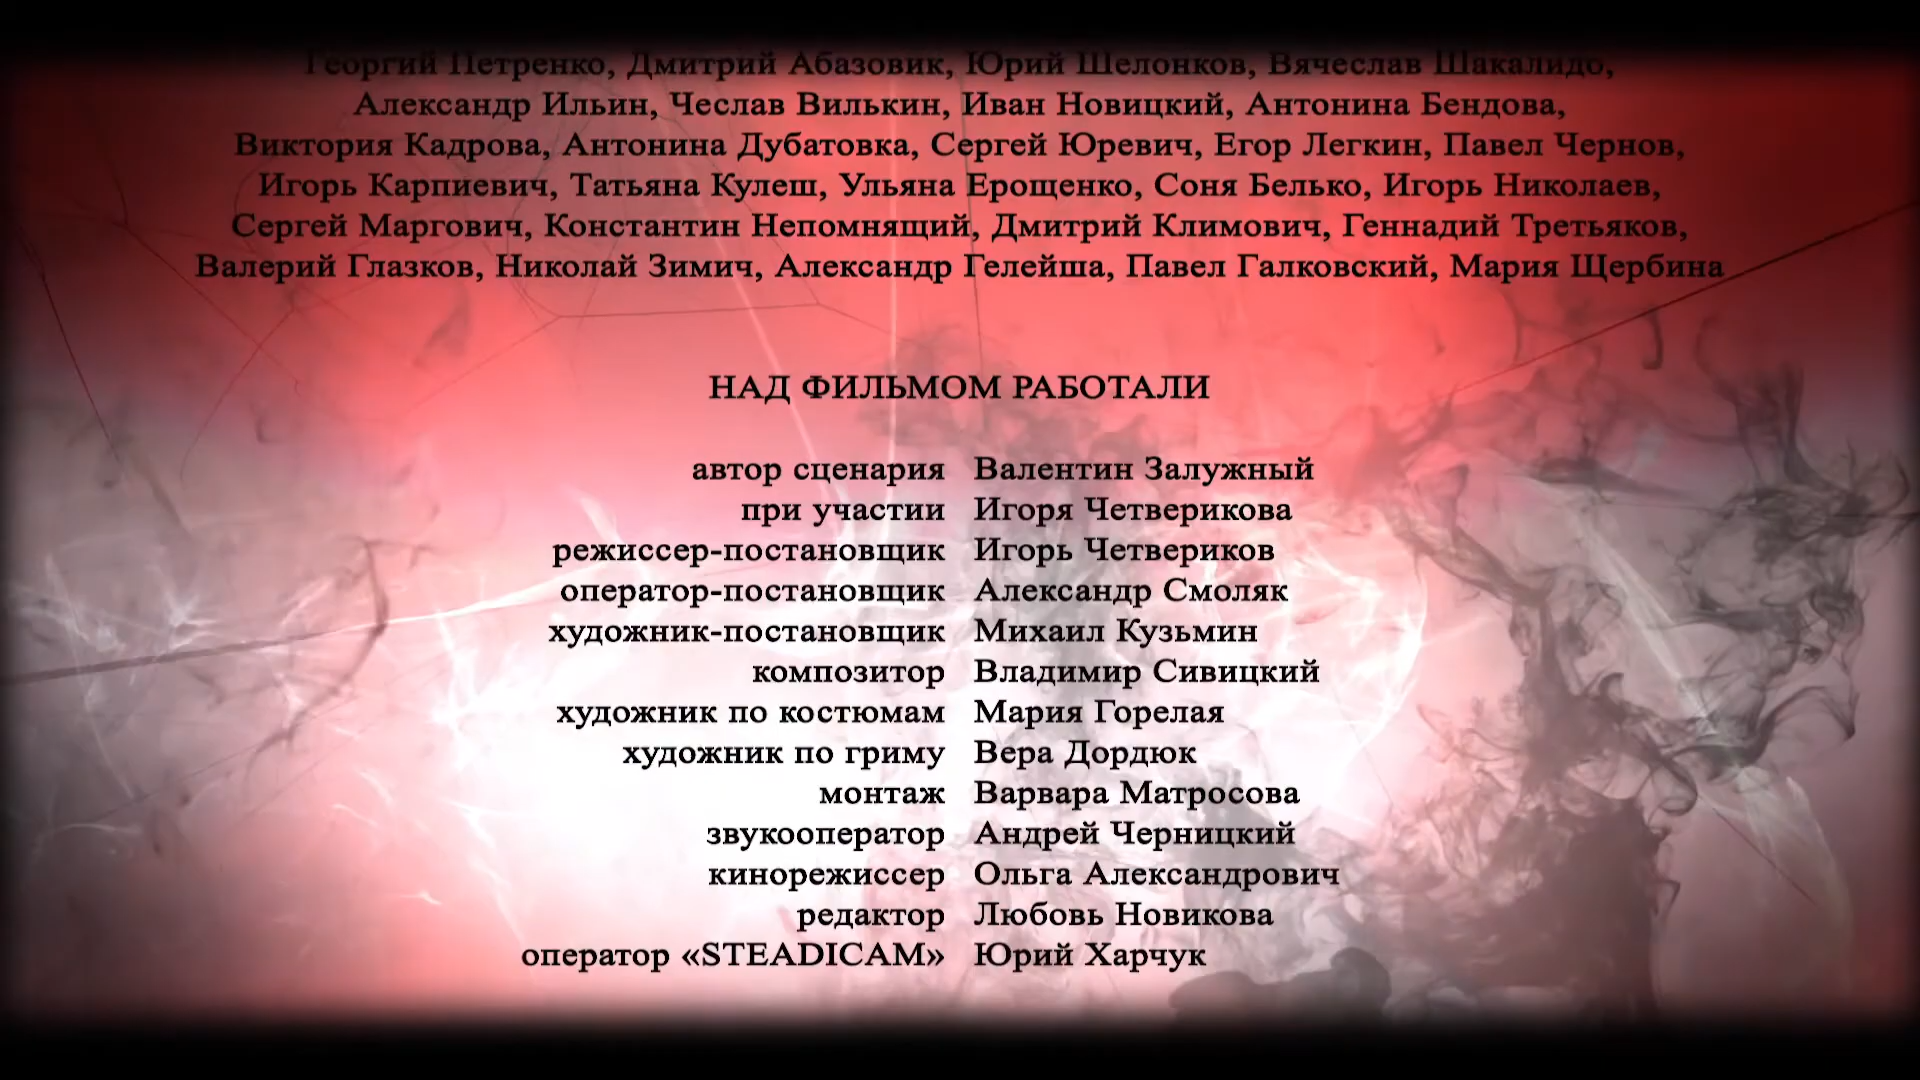 Георгий Петренко, Дмитрий Абазовик, Юрий Шелонков, Вячеслав Шакалидо,
Александр Ильин, Чеслав Вилькин, Иван Новицкий, Антонина Бендова,
Виктория Кадрова, Антонина Дубатовка, Сергей Юревич, Егор Легкин, Павел Чернов,
Игорь Карпиевич, Татьяна Кулеш, Ульяна Ерощенко, Соня Белько, Игорь Николаев,
Сергей Маргович, Константин Непомнящий, Дмитрий Климович, Геннадий Третьяков,
Валерий Глазков, Николай Зимич, Александр Гелейша, Павел Галковский, Мария Щербина
НАД ФИЛЬМОМ РАБОТАЛИ
автор сценария Валентин Залужный
при участии Игоря Четверикова
режиссер-постановщик Игорь Четвериков
оператор-постановщик Александр Смоляк
художник-постановщик Михаил Кузьмин
композитор Владимир Сивицкий
художник по костюмам Мария Горелая
художник по гриму Вера Дордюк
монтаж Варвара Матросова
звукооператор Андрей Черницкий
кинорежиссер Ольга Александрович
редактор Любовь Новикова
оператор «STEADICAM» Юрий Харчук